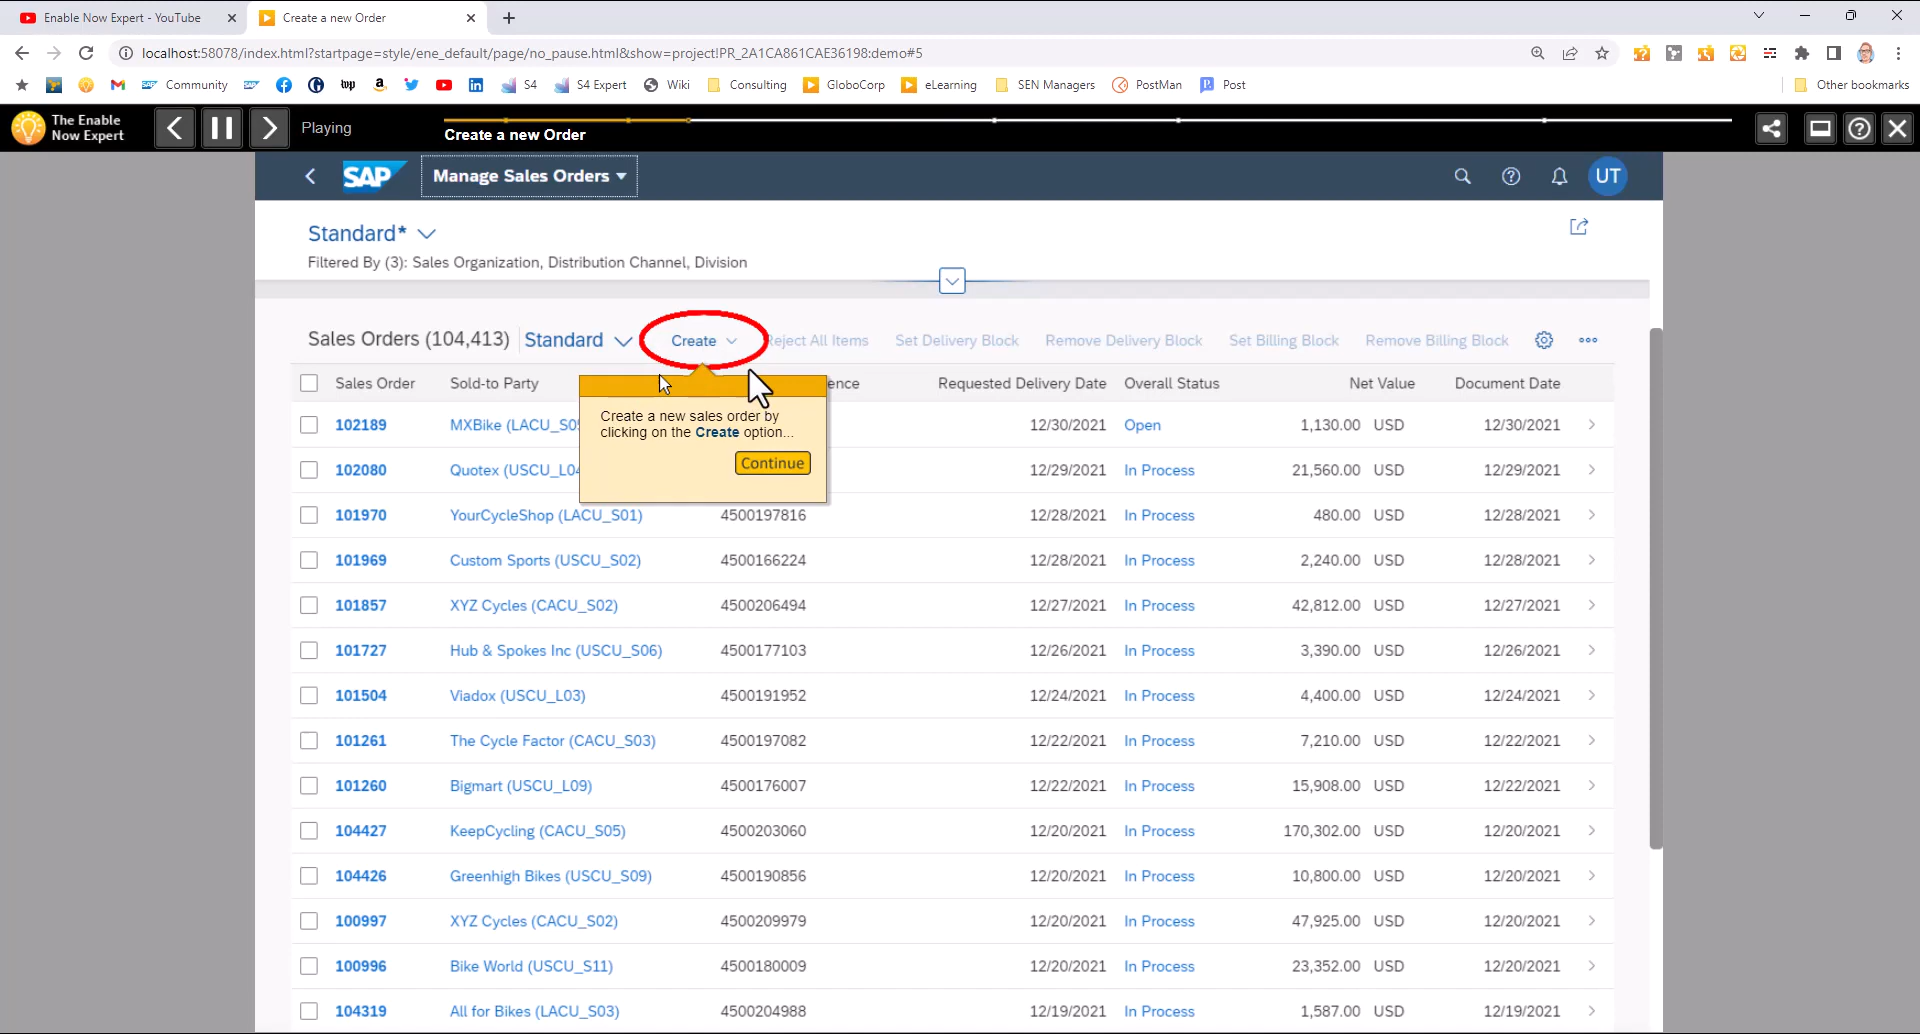 Enable Now Expert - YouTube
Create a new Order
localhost:58078/index.html?startpage=style/ene_default/page/no_pause.html&show=project!PR_2A1CA861CAE36198:demo#5
Community S4 S4 Expert Wiki Consulting GloboCorp eLearning SEN Managers PostMan Post Other bookmarks
The Enable
Now Expert
Playing
Create a new Order
SAP Manage Sales Orders UT
Standard*
Filtered By (3): Sales Organization, Distribution Channel, Division
Sales Orders (104,413) Standard Create eject All Items Set Delivery Block Remove Delivery Block Set Billing Block Remove Billing Block
Sales Order Sold-to Party ence Requested Delivery Date Overall Status Net Value Document Date
Create a new sales order by
clicking on the Create option...
Continue
102189 MXBike (LACU_S05 12/30/2021 Open 1,130.00 USD 12/30/2021
102080 Quotex (USCU_L04 12/29/2021 In Process 21,560.00 USD 12/29/2021
101970 YourCycleShop (LACU_S01) 4500197816 12/28/2021 In Process 480.00 USD 12/28/2021
101969 Custom Sports (USCU_S02) 4500166224 12/28/2021 In Process 2,240.00 USD 12/28/2021
101857 XYZ Cycles (CACU_S02) 4500206494 12/27/2021 In Process 42,812.00 USD 12/27/2021
101727 Hub & Spokes Inc (USCU_S06) 4500177103 12/26/2021 In Process 3,390.00 USD 12/26/2021
101504 Viadox (USCU_L03) 4500191952 12/24/2021 In Process 4,400.00 USD 12/24/2021
101261 The Cycle Factor (CACU_S03) 4500197082 12/22/2021 In Process 7,210.00 USD 12/22/2021
101260 Bigmart (USCU_L09) 4500176007 12/22/2021 In Process 15,908.00 USD 12/22/2021
104427 KeepCycling (CACU_S05) 4500203060 12/20/2021 In Process 170,302.00 USD 12/20/2021
104426 Greenhigh Bikes (USCU_S09) 4500190856 12/20/2021 In Process 10,800.00 USD 12/20/2021
100997 XYZ Cycles (CACU_S02) 4500209979 12/20/2021 In Process 47,925.00 USD 12/20/2021
100996 Bike World (USCU_S11) 4500180009 12/20/2021 In Process 23,352.00 USD 12/20/2021
104319 All for Bikes (LACU_S03) 4500204988 12/19/2021 In Process 1,587.00 USD 12/19/2021